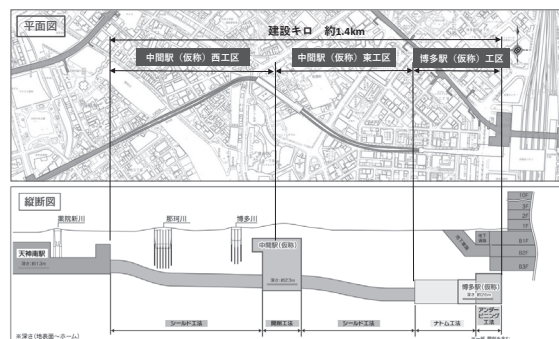 平面図
建設キロ 約1.4km
中間駅（仮称）西工区
中間駅（仮称）東工区
博多駅（仮称）工区
縦断図
薬院新川
那珂川
博多川
中間駅(仮称)
天神南駅
10F
3F
2F
1F
B1F
B2F
B3F
博多駅(仮称)
シールド工法
開削工法
シールド工法
ナトム工法
アンダー
ピニング
工法
※深さ（地表面～ホーム）